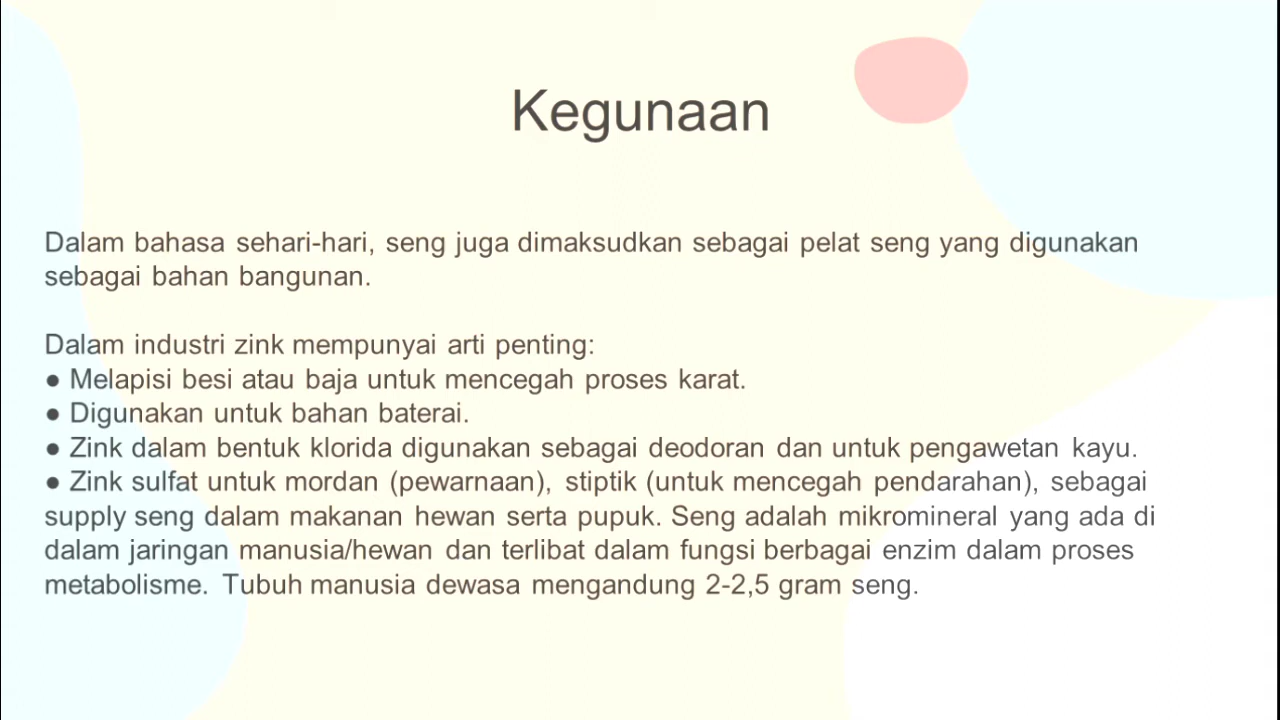 Kegunaan
Dalam bahasa sehari-hari, seng juga dimaksudkan sebagai pelat seng yang digunakan
sebagai bahan bangunan.
Dalam industri zink mempunyai arti penting:
● Melapisi besi atau baja untuk mencegah proses karat.
● Digunakan untuk bahan baterai.
● Zink dalam bentuk klorida digunakan sebagai deodoran dan untuk pengawetan kayu.
● Zink sulfat untuk mordan (pewarnaan), stiptik (untuk mencegah pendarahan), sebagai
supply seng dalam makanan hewan serta pupuk. Seng adalah mikromineral yang ada di
dalam jaringan manusia/hewan dan terlibat dalam fungsi berbagai enzim dalam proses
metabolisme. Tubuh manusia dewasa mengandung 2-2,5 gram seng.